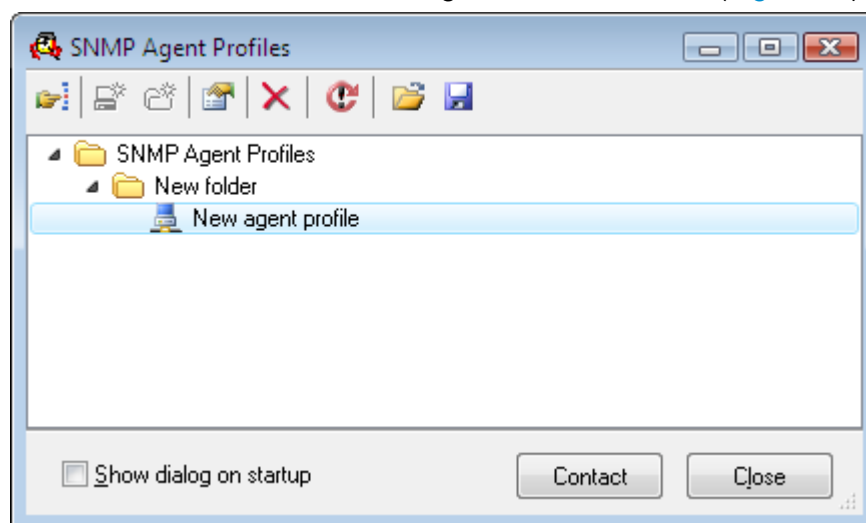 SNMP Agent Profiles
SNMP Agent Profiles
New folder
New agent profile
Show dialog on startup
Contact
Close